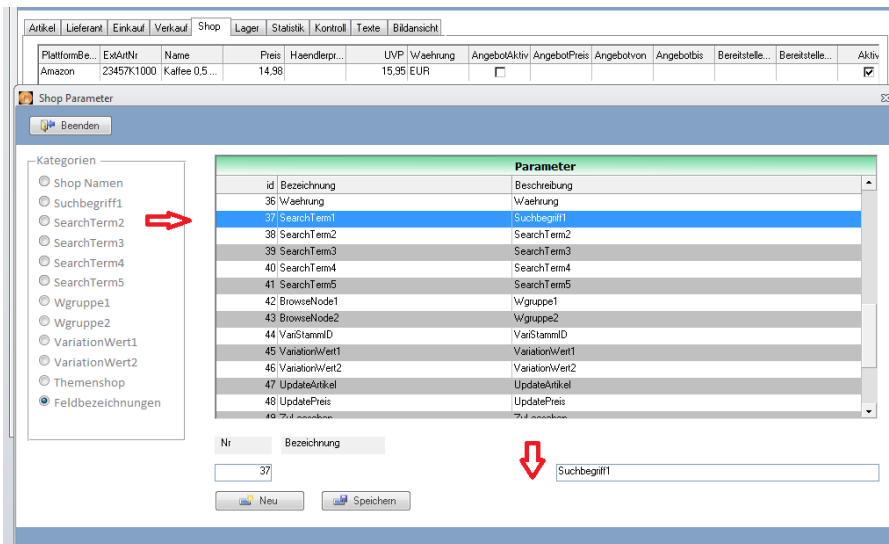 Artikel Lieferant Einkauf Verkauf Shop Lager Statistik Kontroll Texte Bildansicht
PlattformBe... ExtArtNr Name Preis Haendlerpr... UVP Waehrung AngebotAktiv AngebotPreis Angebotvon Angebotbis Bereitstelle... Bereitstelle... Aktiv
Amazon 23457K1000 Kaffee 0,5 ... 14,98 15,95 EUR
Shop Parameter
Beenden
Kategorien
Shop Namen
Suchbegriff1
SearchTerm2
SearchTerm3
SearchTerm4
SearchTerm5
Wgruppe1
Wgruppe2
VariationWert1
VariationWert2
Themenshop
Feldbezeichnungen
Parameter
id Bezeichnung Beschreibung
36 Waehrung Waehrung
37 SearchTerm1 Suchbegriff1
38 SearchTerm2 SearchTerm2
39 SearchTerm3 SearchTerm3
40 SearchTerm4 SearchTerm4
41 SearchTerm5 SearchTerm5
42 BrowseNode1 Wgruppe1
43 BrowseNode2 Wgruppe2
44 VariStammID VariStammID
45 VariationWert1 VariationWert1
46 VariationWert2 VariationWert2
47 UpdateArtikel UpdateArtikel
48 UpdatePreis UpdatePreis
Nr Bezeichnung
37 Suchbegriff1
Neu Speichern